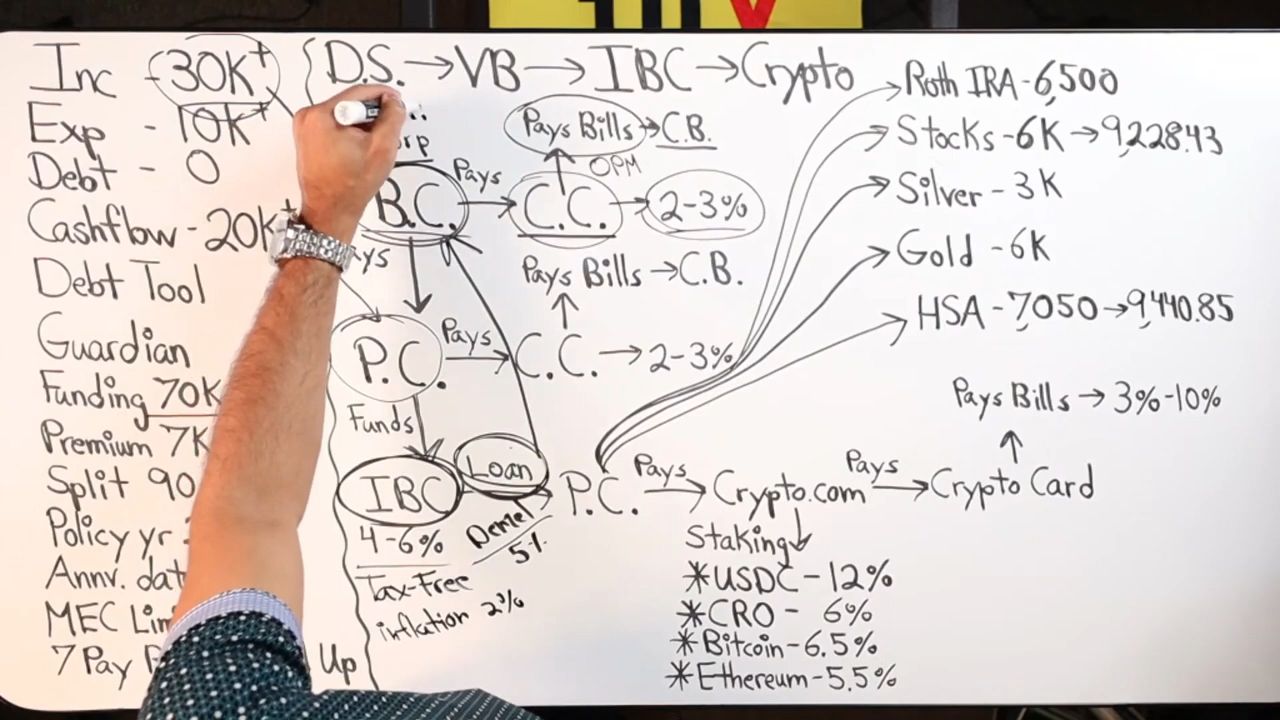 Inc - 30K+
Exp - 10K+
Debt - 0
Cashflow - 20K+
Debt Tool
Guardian
Funding 70K
Premium 7K
Split 90
Policy yr
Annv. dat
MEC Lim
7 Pay
Up
D.S. → VB → IBC → Crypto
Pays Bills → C.B.
OPM
B.C. Pays → C.C. → 2-3%
Pays Bills → C.B.
P.C. Pays → C.C. → 2-3%
Funds
IBC Loan
4-6%
5%
Tax-Free
inflation 2%
Roth IRA - 6,500
Stocks - 6K → 9,228.43
Silver - 3K
Gold - 6K
HSA - 7,050 → 9,440.85
Pays Bills → 3%-10%
P.C. Pays → Crypto.com Pays → Crypto Card
Staking
*USDC - 12%
*CRO - 6%
*Bitcoin - 6.5%
*Ethereum - 5.5%